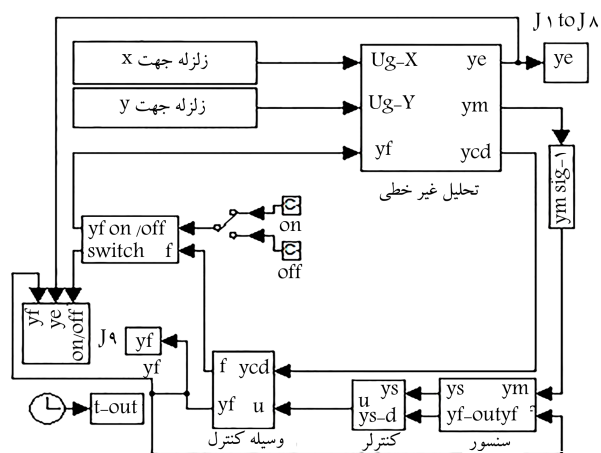 J۱ to J۸
زلزله جهت x
Ug-X
ye
ye
زلزله جهت y
Ug-Y
ym
yf
ycd
ym sig-۱
تحلیل غیر خطی
yf on /off
switch
f
on
off
yf
ye
on/off
J۹
yf
yf
f
ycd
yf
u
وسیله کنترل
ys
u
ys-d
کنترلر
ys
ym
yf-outyf
سنسور
t-out